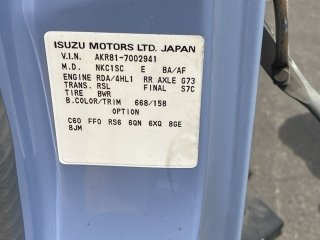 ISUZU MOTORS LTD. JAPAN
V.I.N. AKR81-7002941
M.D. NKC1SC E BA/AF
ENGINE RDA/4HL1 RR AXLE G73
TRANS. RSL FINAL S7C
TIRE BWR
B.COLOR/TRIM 668/158
OPTION
C60 FFO RS6 6QN 6XQ 8GE
8JM